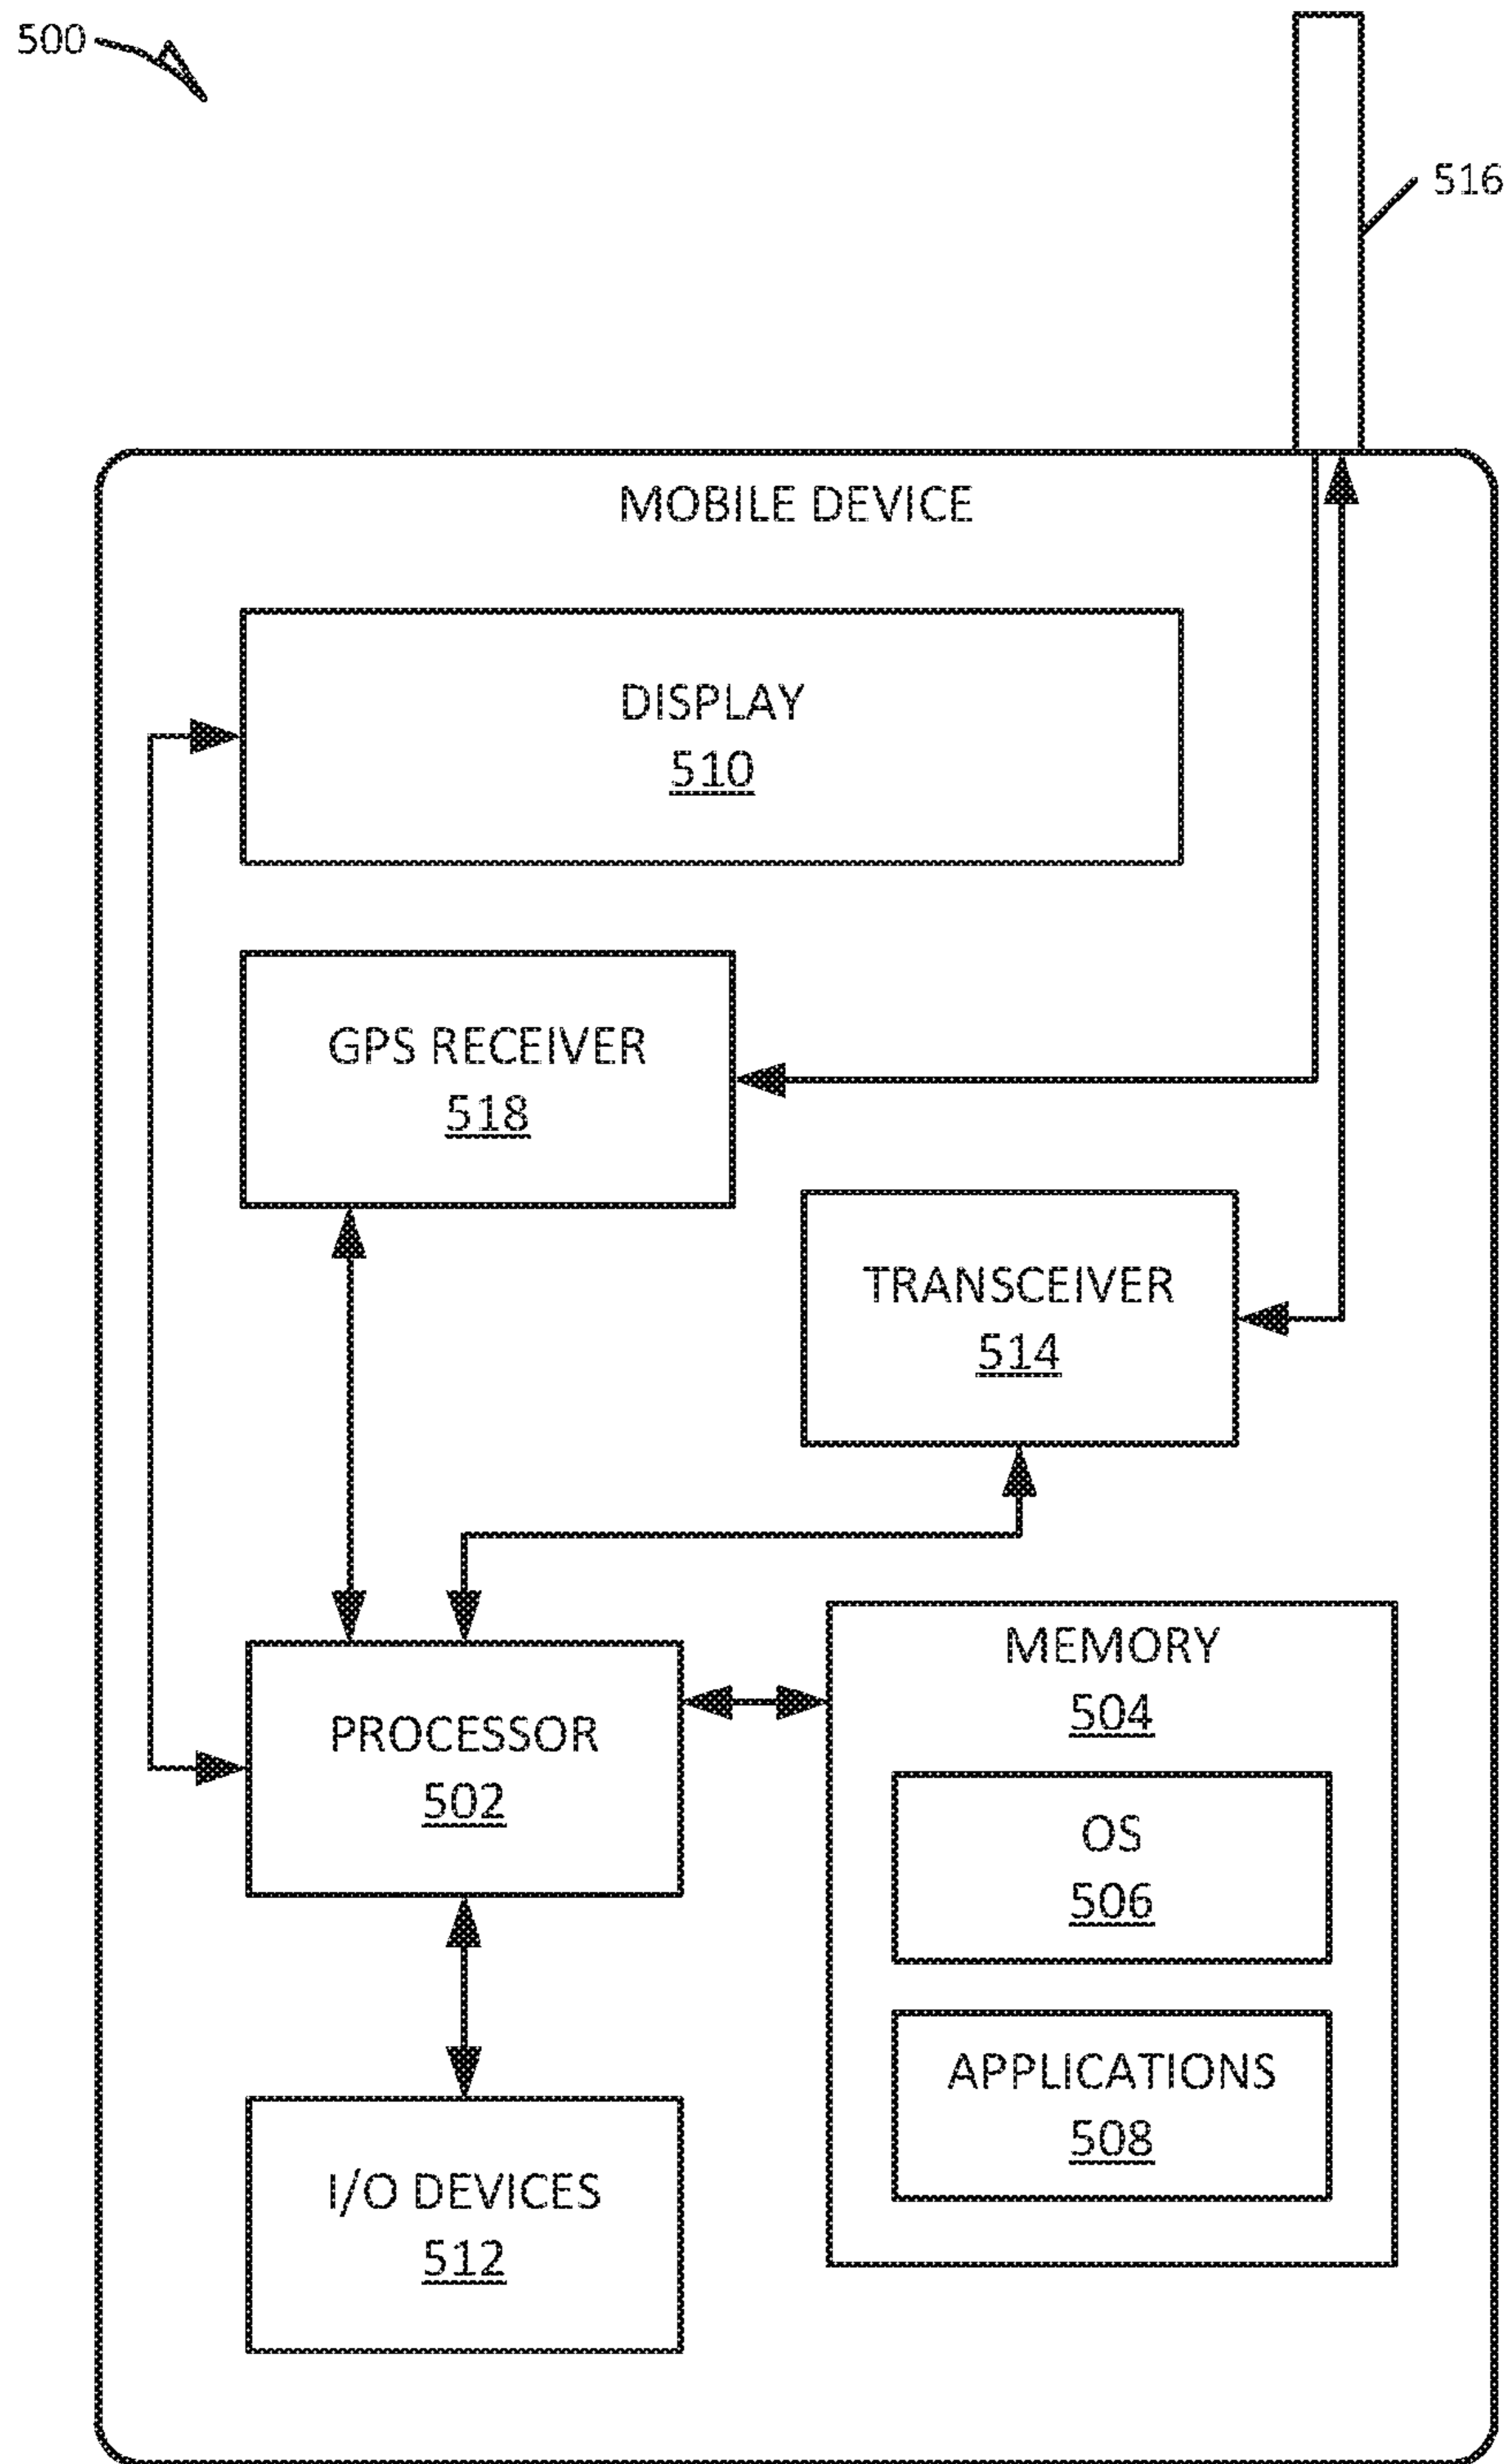 500
516
MOBILE DEVICE
DISPLAY
510
GPS RECEIVER
518
TRANSCEIVER
514
MEMORY
504
PROCESSOR
502
OS
506
APPLICATIONS
508
I/O DEVICES
512